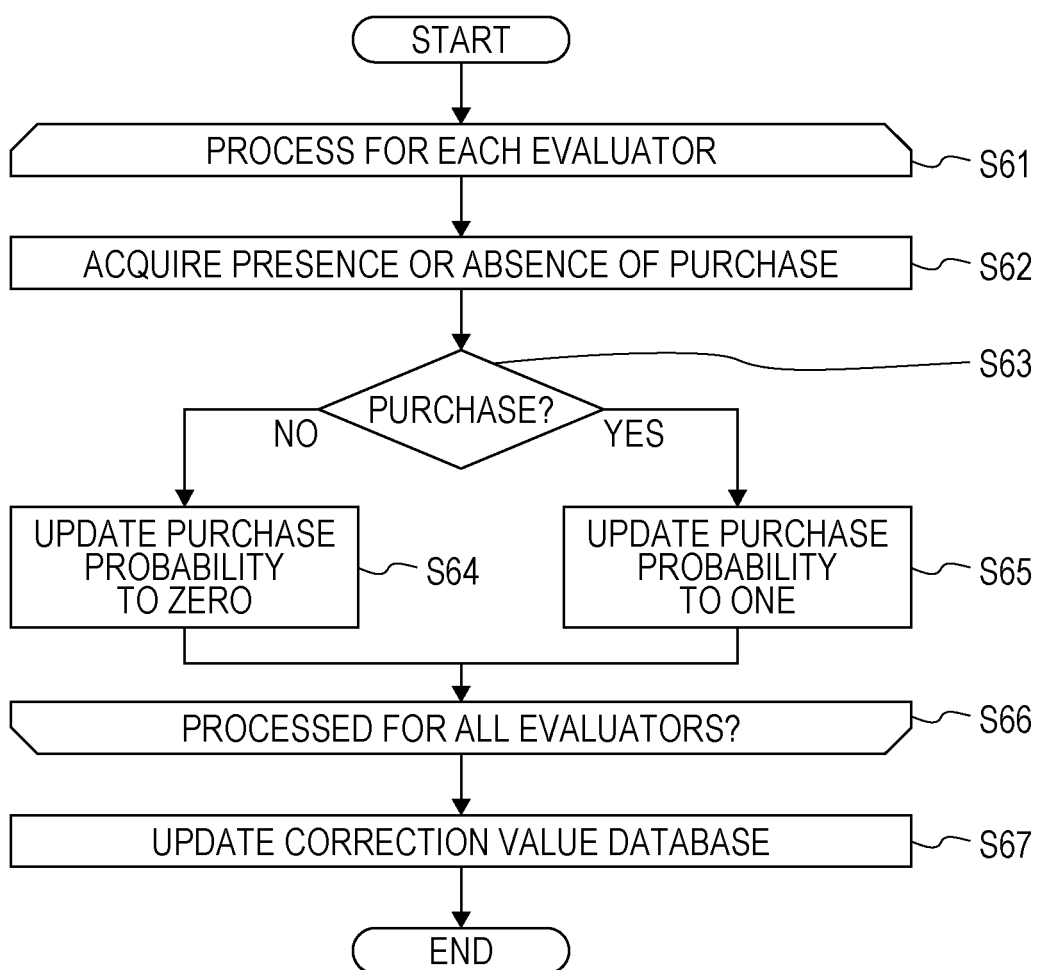 START
PROCESS FOR EACH EVALUATOR
S61
ACQUIRE PRESENCE OR ABSENCE OF PURCHASE
S62
S63
PURCHASE?
NO
YES
UPDATE PURCHASE
PROBABILITY
TO ZERO
S64
UPDATE PURCHASE
PROBABILITY
TO ONE
S65
PROCESSED FOR ALL EVALUATORS?
S66
UPDATE CORRECTION VALUE DATABASE
S67
END